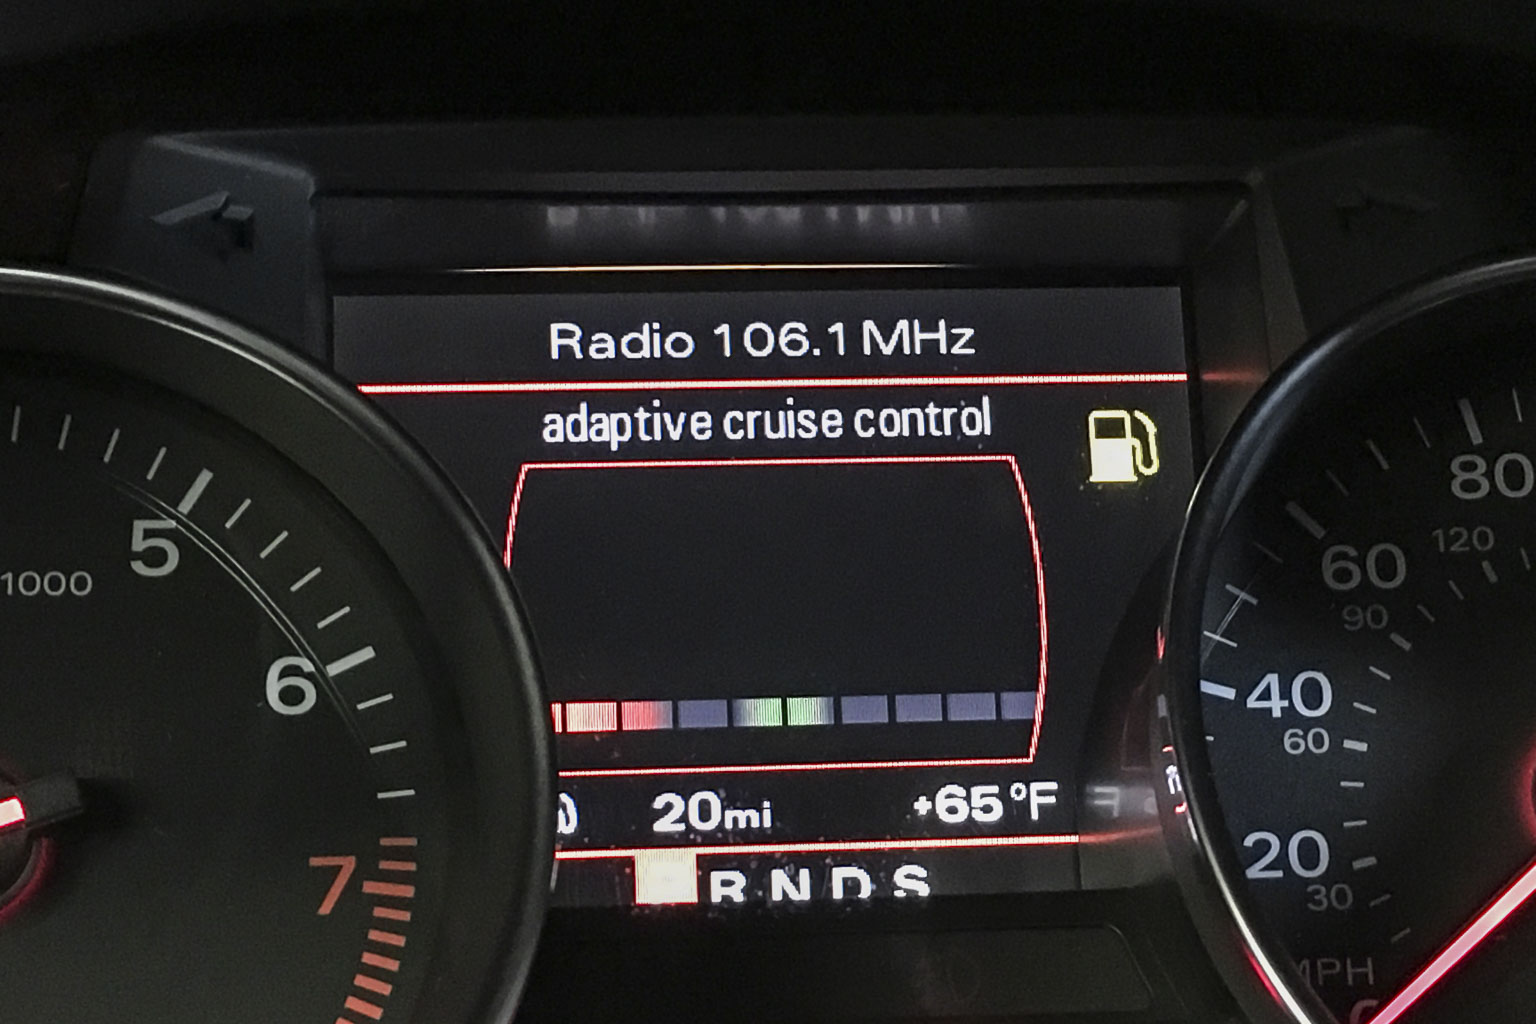 Radio 106.1 MHz
adaptive cruise control
20mi
+65°F
R N D S
1000
5
6
7
80
120
60
90
40
60
20
30
MPH